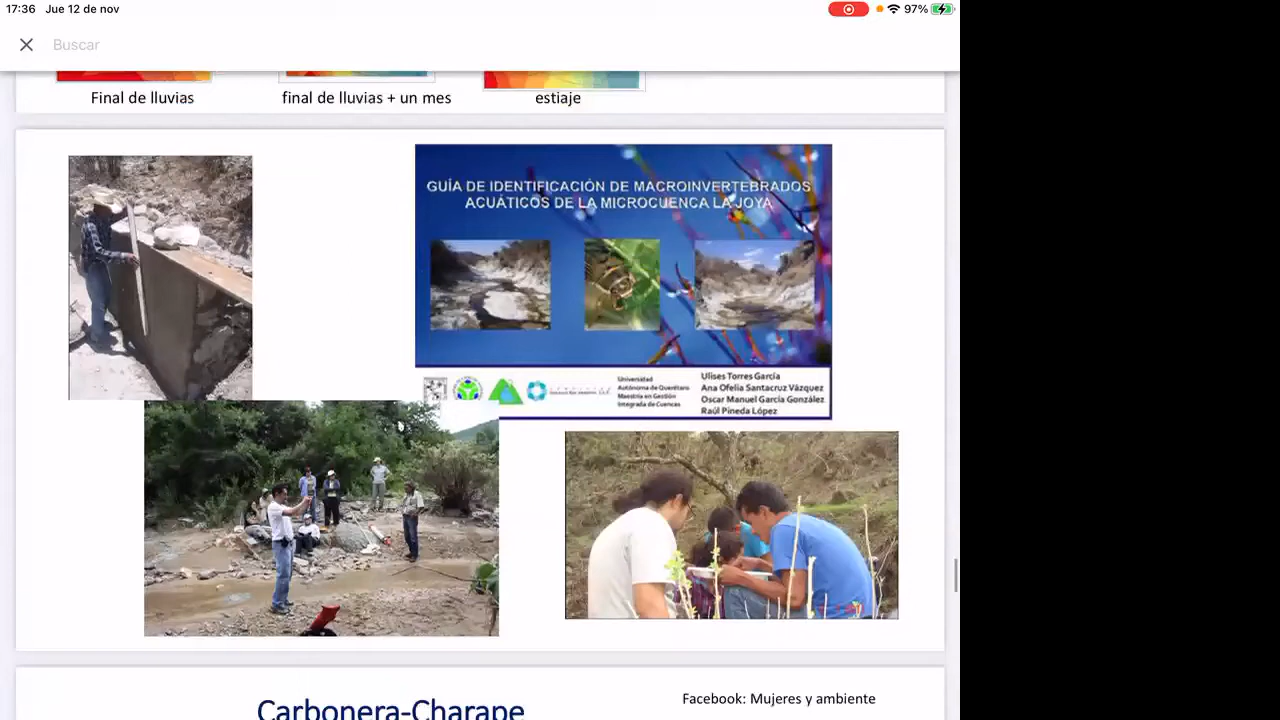 17:36 Jue 12 de nov
97%
Buscar
Final de lluvias
final de lluvias + un mes
estiaje
GUÍA DE IDENTIFICACIÓN DE MACROINVERTEBRADOS
ACUÁTICOS DE LA MICROCUENCA LA JOYA
Universidad
Autónoma de Querétaro
Maestría en Gestión
Integrada de Cuencas
Ulises Torres García
Ana Ofelia Santacruz Vázquez
Oscar Manuel García González
Raúl Pineda López
Carbonera-Charape
Facebook: Mujeres y ambiente